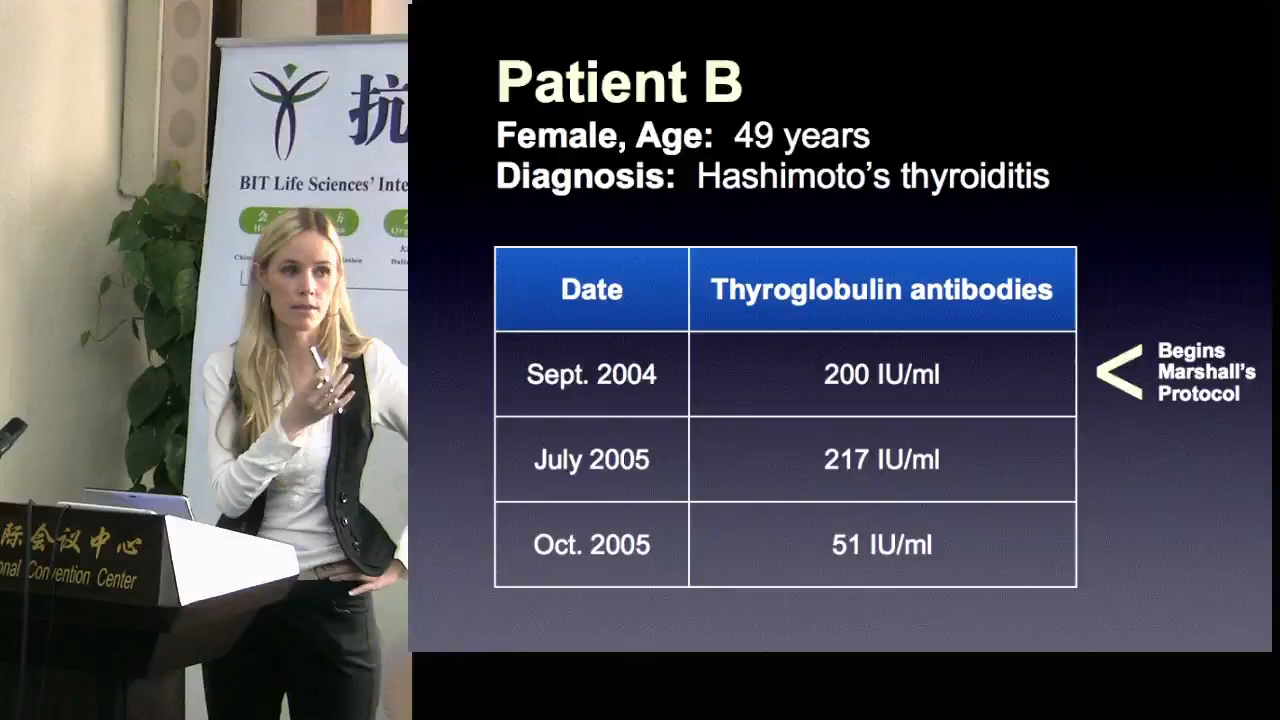 抗
BIT Life Sciences' Inte
会 方
Patient B
Female, Age: 49 years
Diagnosis: Hashimoto's thyroiditis
Date Thyroglobulin antibodies
Sept. 2004 200 IU/ml
July 2005 217 IU/ml
Oct. 2005 51 IU/ml
<
Begins
Marshall's
Protocol
际会议中心
onal Convention Center